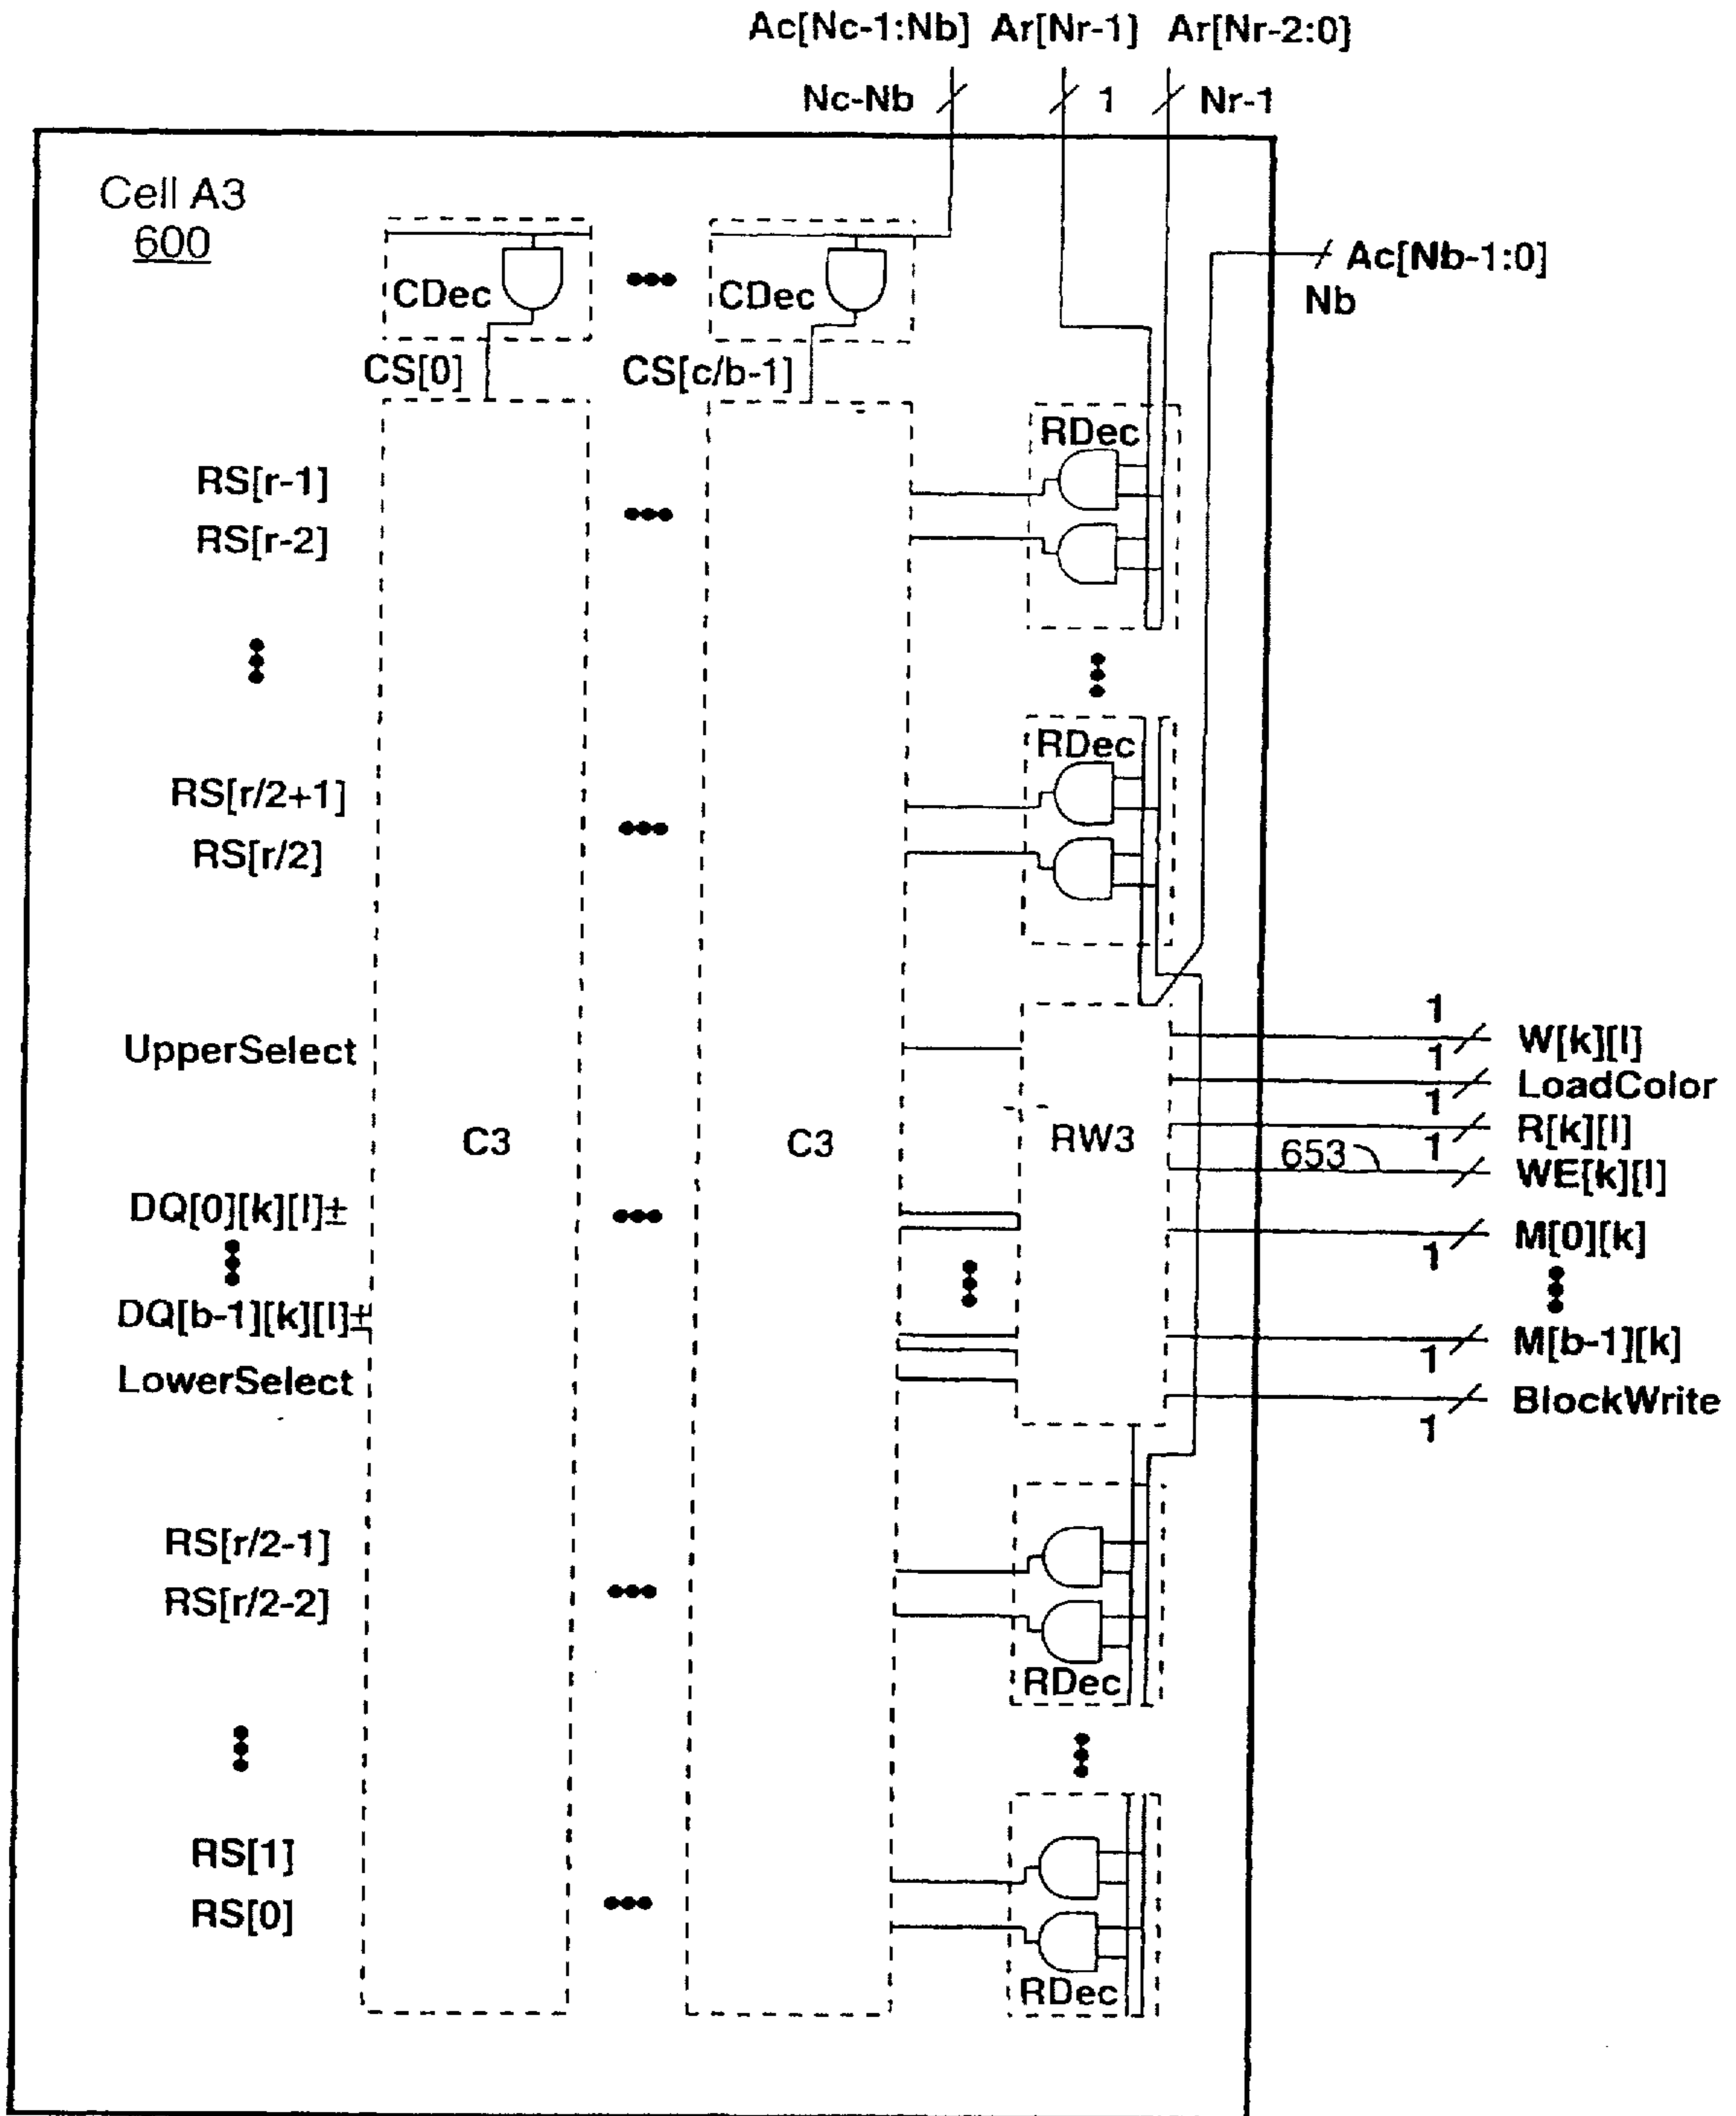 Ac[Nc-1:Nb] Ar[Nr-1] Ar[Nr-2:0]
Nc-Nb 1 Nr-1
Cell A3
600
Ac[Nb-1:0]
Nb
CDec CDec
CS[0] CS[c/b-1]
RDec
RS[r-1]
RS[r-2]
RDec
RS[r/2+1]
RS[r/2]
1
W[k][l]
UpperSelect
1
LoadColor
1
R[k][l]
C3 C3 RW3
1
653
WE[k][l]
DQ[0][k][l]±
M[0][k]
1
DQ[b-1][k][l]±
M[b-1][k]
1
LowerSelect
BlockWrite
1
RS[r/2-1]
RS[r/2-2]
RDec
RS[1]
RS[0]
RDec